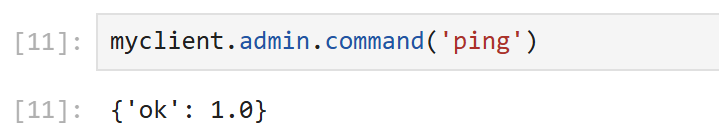 [11]: myclient.admin.command('ping')
[11]: {'ok': 1.0}